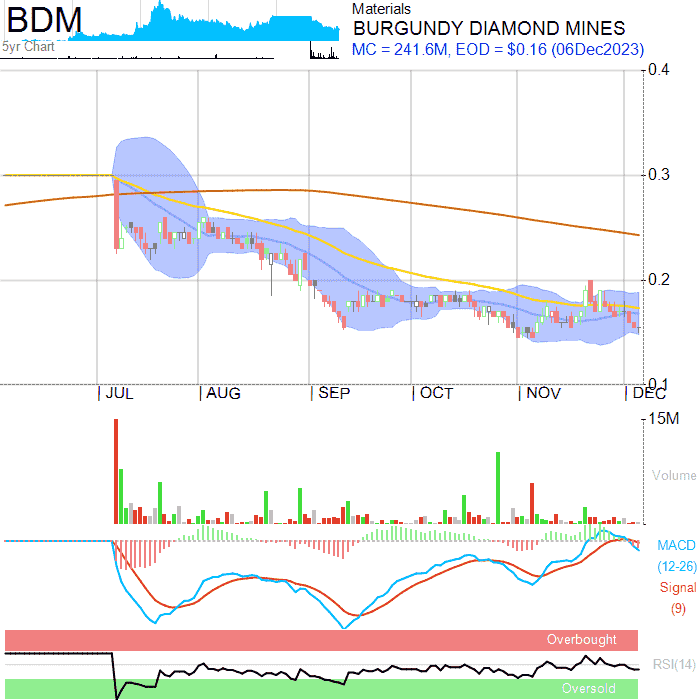 BDM
5yr Chart
Materials
BURGUNDY DIAMOND MINES
MC = 241.6M, EOD = $0.16 (06Dec2023)
0.4
0.3
0.2
0.1
JUL AUG SEP OCT NOV DEC
15M
Volume
MACD
(12-26)
Signal
(9)
Overbought
RSI(14)
Oversold